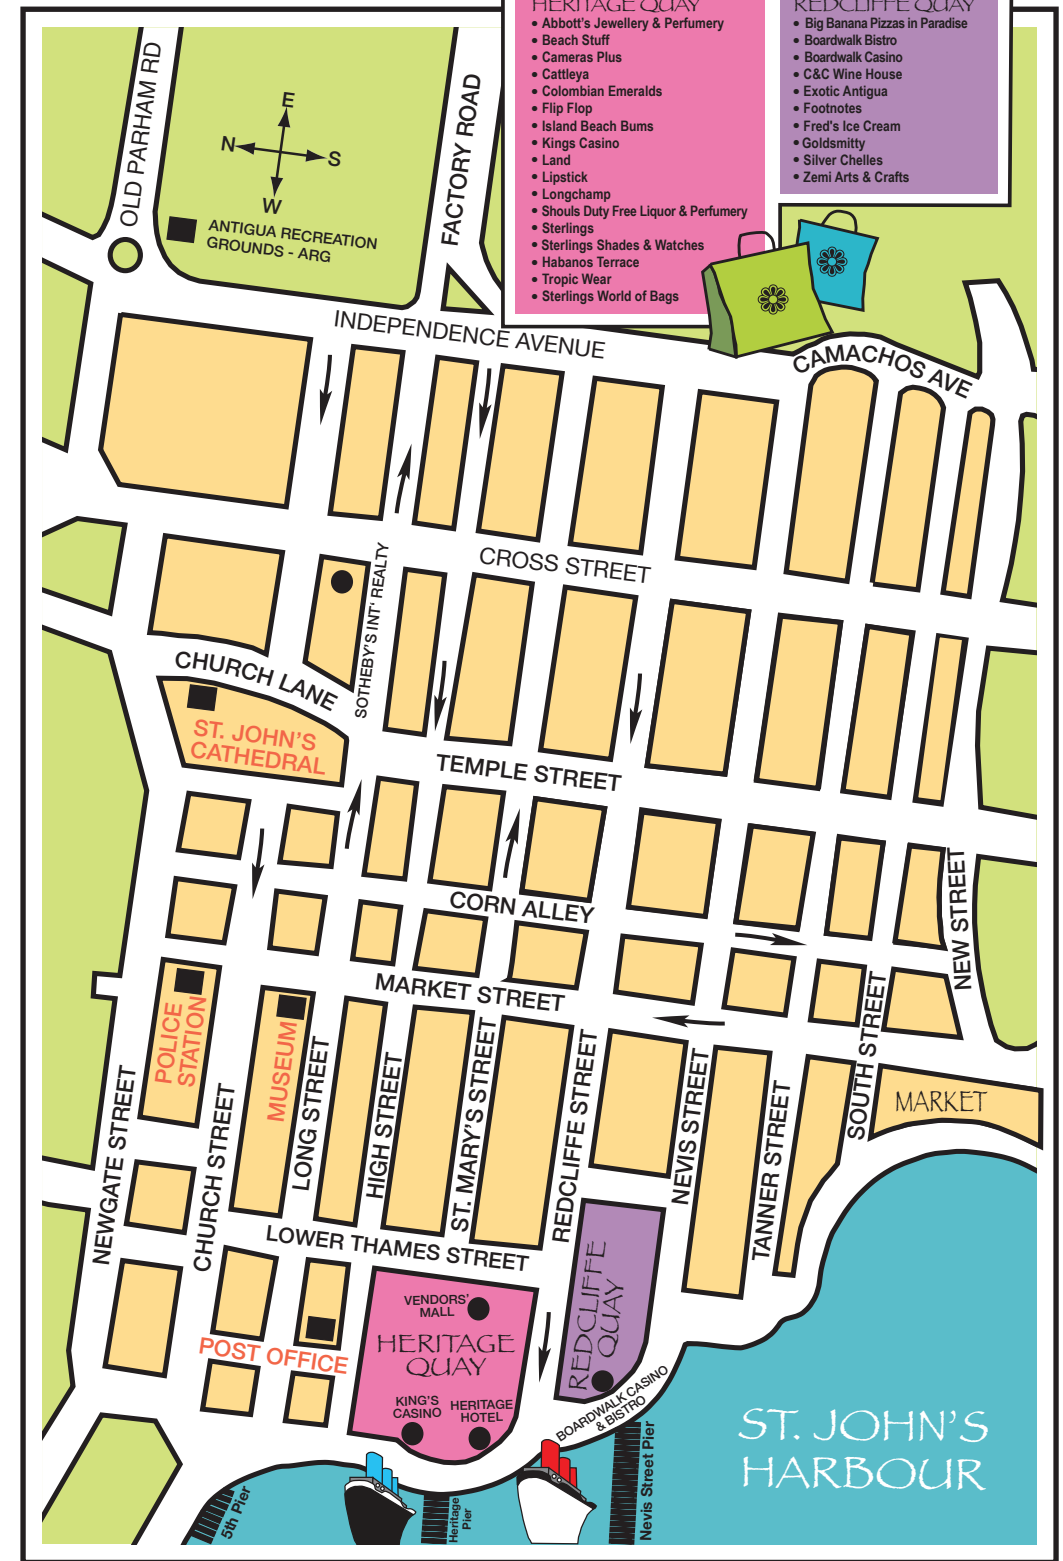 HERITAGE QUAY
• Abbott's Jewellery & Perfumery
• Beach Stuff
• Cameras Plus
• Cattleya
• Colombian Emeralds
• Flip Flop
• Island Beach Bums
• Kings Casino
• Land
• Lipstick
• Longchamp
• Shouls Duty Free Liquor & Perfumery
• Sterlings
• Sterlings Shades & Watches
• Habanos Terrace
• Tropic Wear
• Sterlings World of Bags
REDCLIFFE QUAY
• Big Banana Pizzas in Paradise
• Boardwalk Bistro
• Boardwalk Casino
• C&C Wine House
• Exotic Antigua
• Footnotes
• Fred's Ice Cream
• Goldsmitty
• Silver Chelles
• Zemi Arts & Crafts
OLD PARHAM RD
E
N
S
W
FACTORY ROAD
ANTIGUA RECREATION
GROUNDS - ARG
INDEPENDENCE AVENUE
CAMACHOS AVE
CROSS STREET
SOTHEBY'S INT' REALTY
CHURCH LANE
ST. JOHN'S
CATHEDRAL
TEMPLE STREET
CORN ALLEY
NEW STREET
MARKET STREET
POLICE
STATION
MUSEUM
NEWGATE STREET
CHURCH STREET
LONG STREET
HIGH STREET
ST. MARY'S STREET
REDCLIFFE STREET
NEVIS STREET
TANNER STREET
SOUTH STREET
MARKET
LOWER THAMES STREET
VENDORS'
MALL
HERITAGE
QUAY
KING'S
CASINO
HERITAGE
HOTEL
REDCLIFFE
QUAY
POST OFFICE
BOARDWALK CASINO
& BISTRO
ST. JOHN'S
HARBOUR
5th Pier
Heritage
Pier
Nevis Street Pier